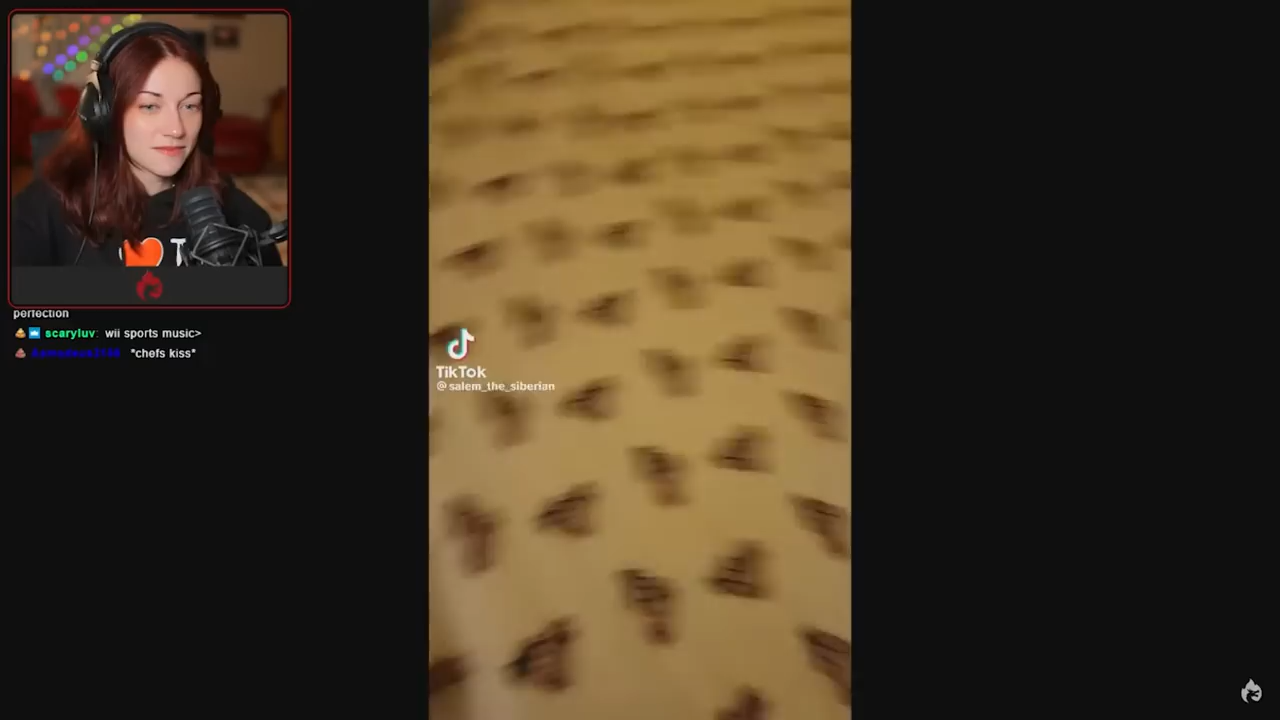 T
perfection
scaryluv: wii sports music>
*chefs kiss*
TikTok
@salem_the_siberian